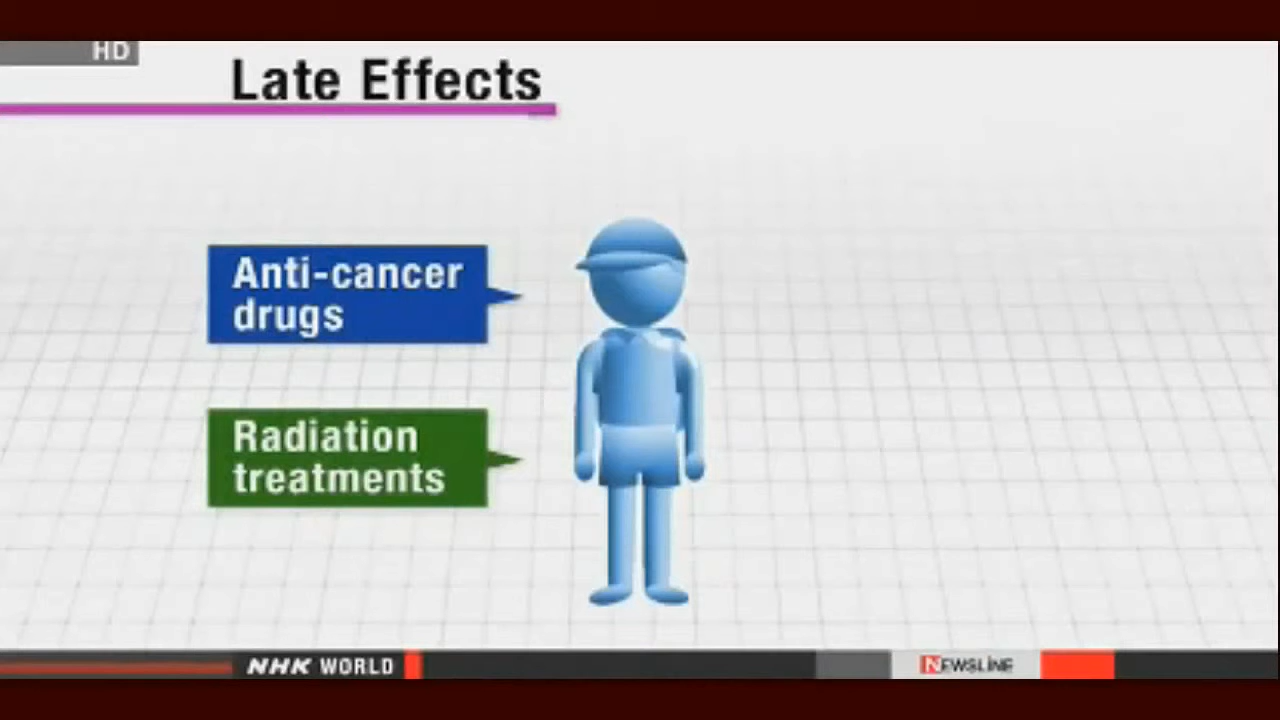 HD
Late Effects
Anti-cancer
drugs
Radiation
treatments
NHK WORLD
NEWSLINE